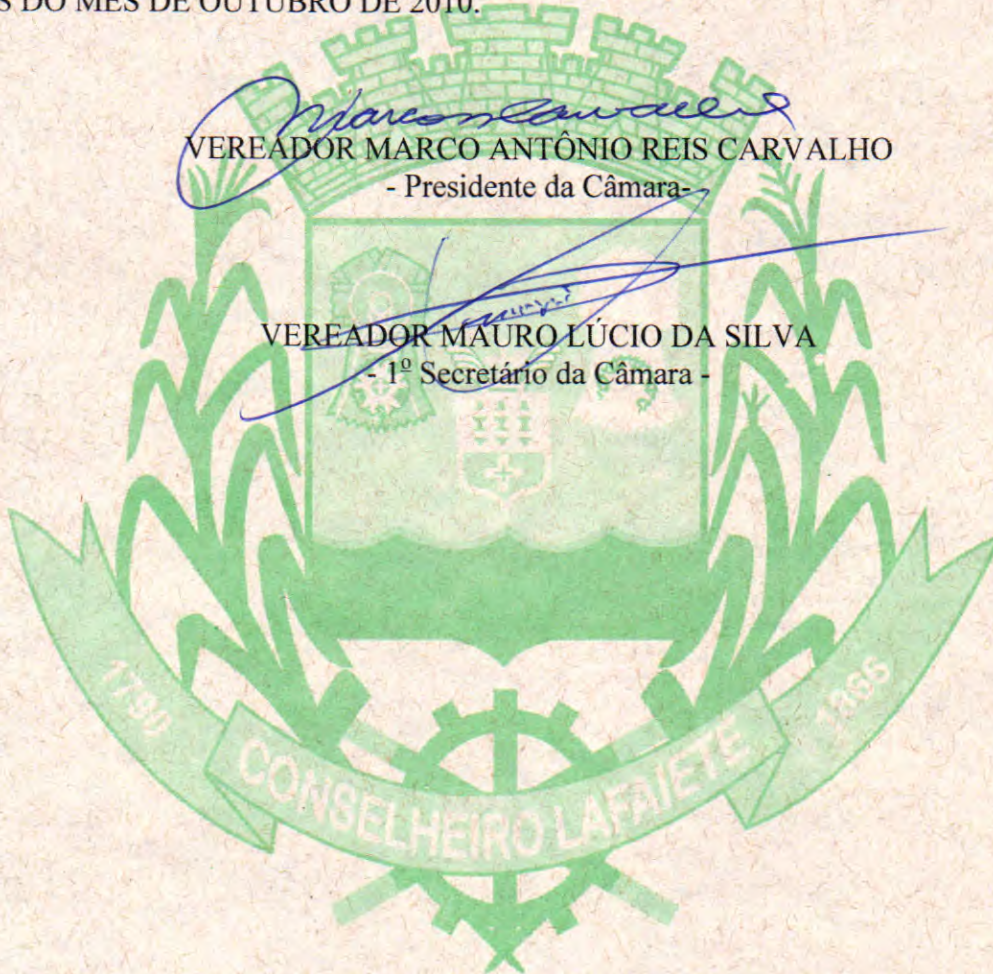 S DO MÊS DE OUTUBRO DE 2010.
VEREADOR MARCO ANTÔNIO REIS CARVALHO
- Presidente da Câmara-
VEREADOR MAURO LÚCIO DA SILVA
- 1º Secretário da Câmara -
1790
1866
CONSELHEIRO LAFAIETE